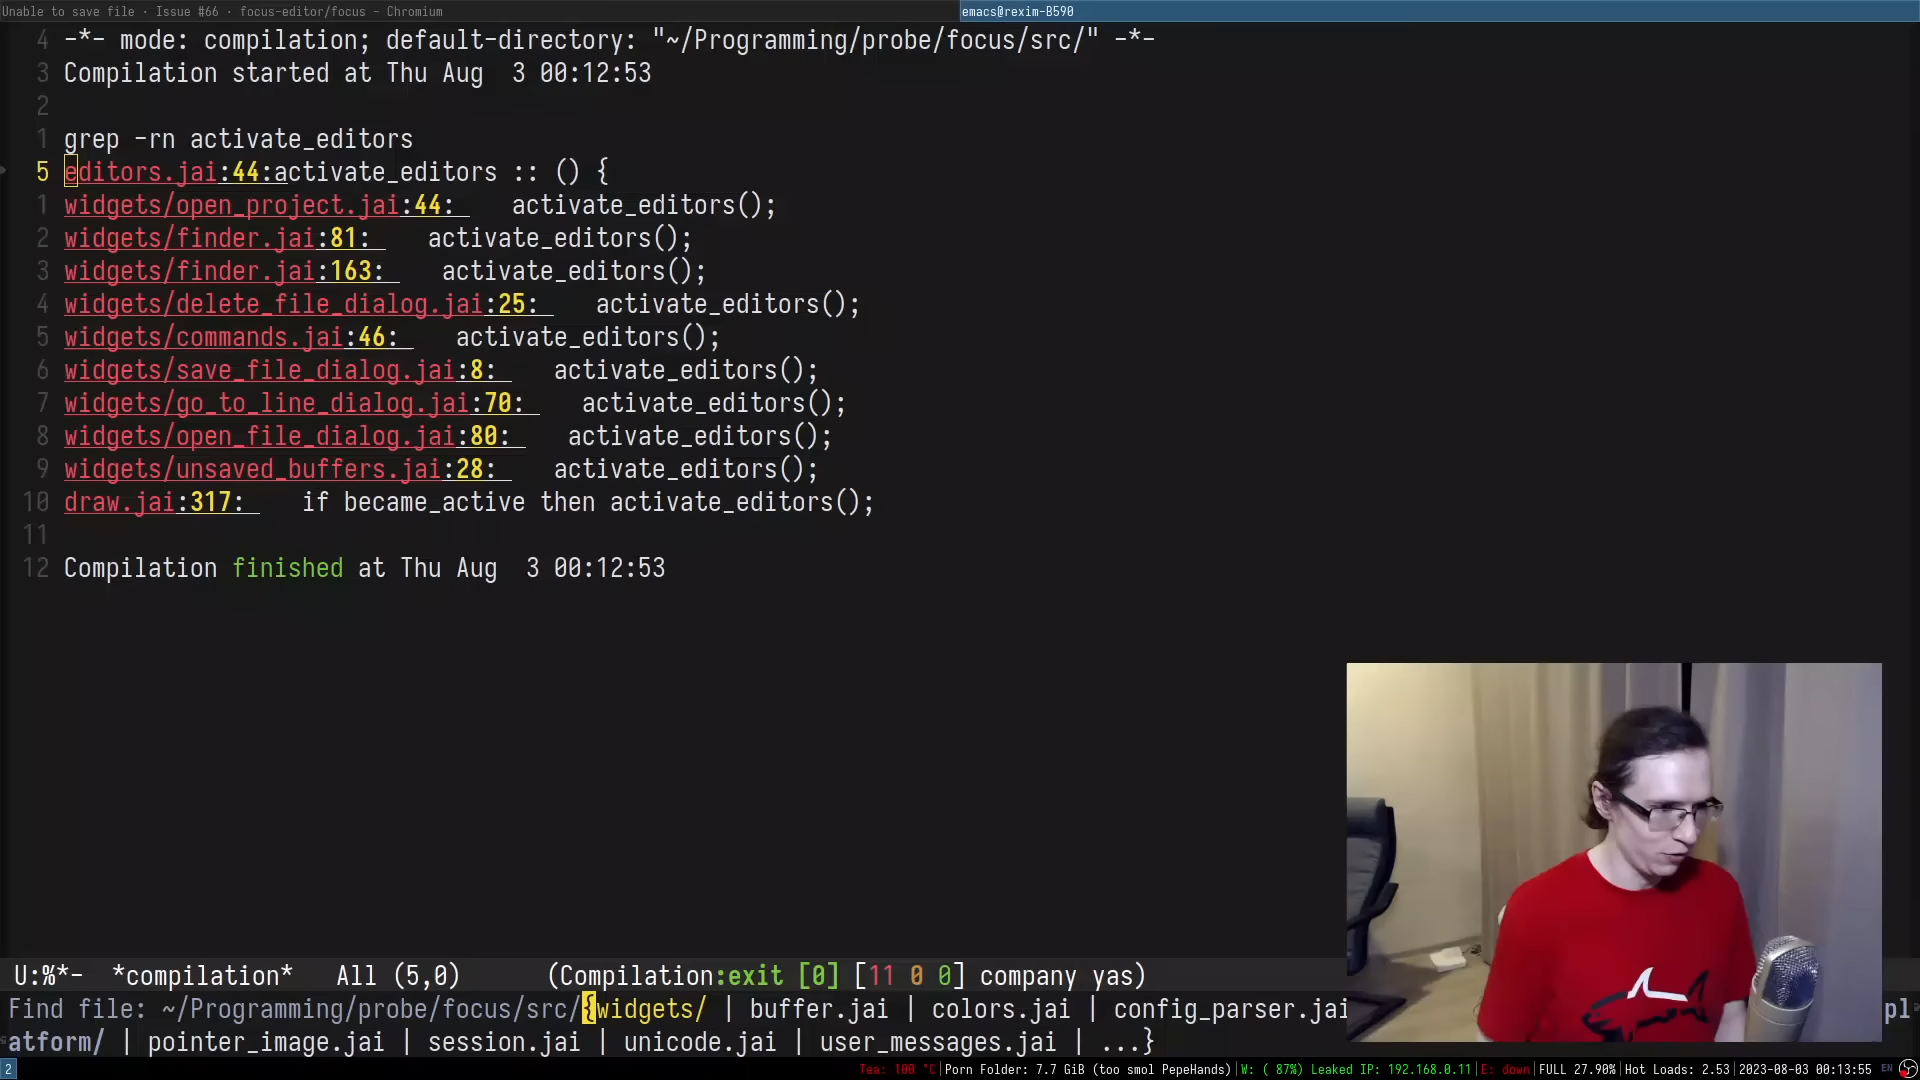 Unable to save file · Issue #66 · focus-editor/focus - Chromium
emacs@rexim-B590
4 -*- mode: compilation; default-directory: "~/Programming/probe/focus/src/" -*-
3 Compilation started at Thu Aug  3 00:12:53
2
1 grep -rn activate_editors
5 editors.jai:44:activate_editors :: () {
1 widgets/open_project.jai:44:    activate_editors();
2 widgets/finder.jai:81:    activate_editors();
3 widgets/finder.jai:163:    activate_editors();
4 widgets/delete_file_dialog.jai:25:    activate_editors();
5 widgets/commands.jai:46:    activate_editors();
6 widgets/save_file_dialog.jai:8:    activate_editors();
7 widgets/go_to_line_dialog.jai:70:    activate_editors();
8 widgets/open_file_dialog.jai:80:    activate_editors();
9 widgets/unsaved_buffers.jai:28:    activate_editors();
10 draw.jai:317:    if became_active then activate_editors();
11
12 Compilation finished at Thu Aug  3 00:12:53
U:%*-  *compilation*   All (5,0)      (Compilation:exit [0] [11 0 0] company yas)
Find file: ~/Programming/probe/focus/src/{widgets/ | buffer.jai | colors.jai | config_parser.jai pl
atform/ | pointer_image.jai | session.jai | unicode.jai | user_messages.jai | ...}
2 Tea: 100 °C|Porn Folder: 7.7 GiB (too smol PepeHands)|W: ( 87%) Leaked IP: 192.168.0.11|E: down|FULL 27.90%|Hot Loads: 2.53|2023-08-03 00:13:55 EN